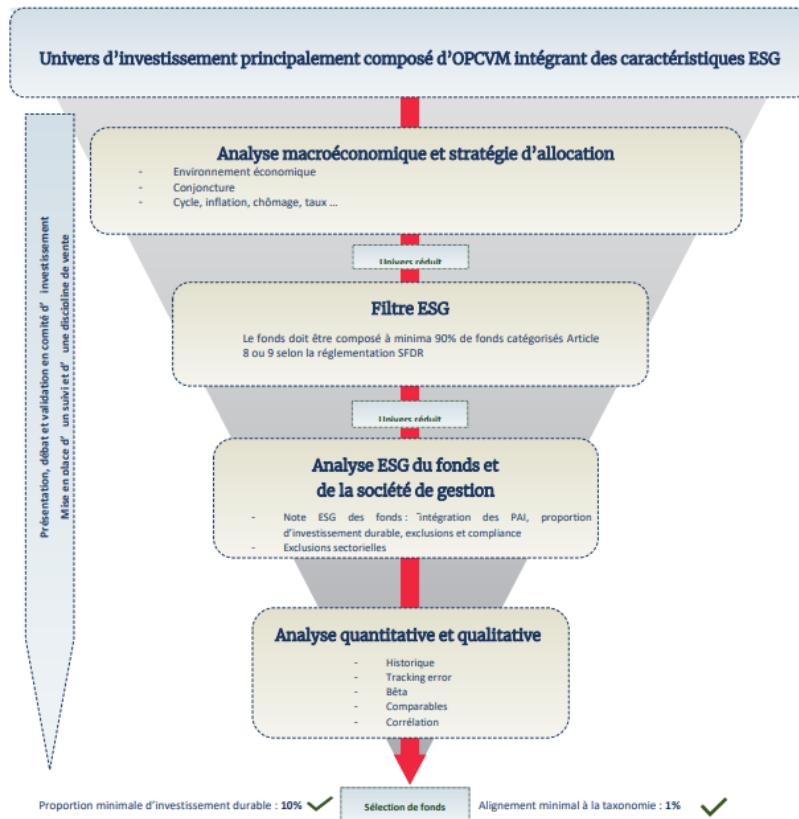 Univers d'investissement principalement composé d'OPCVM intégrant des caractéristiques ESG
Présentation, débat et validation en comité d' investissement
Mise en place d' un suivi et d' une discipline de vente
Analyse macroéconomique et stratégie d'allocation
- Environnement économique
- Conjoncture
- Cycle, inflation, chômage, taux ...
Univers réduit
Filtre ESG
Le fonds doit être composé à minima 90% de fonds catégorisés Article
8 ou 9 selon la réglementation SFDR
Univers réduit
Analyse ESG du fonds et
de la société de gestion
- Note ESG des fonds : intégration des PAI, proportion
d'investissement durable, exclusions et compliance
- Exclusions sectorielles
Analyse quantitative et qualitative
- Historique
- Tracking error
- Bêta
- Comparables
- Corrélation
Proportion minimale d'investissement durable : 10%
Sélection de fonds
Alignement minimal à la taxonomie : 1%